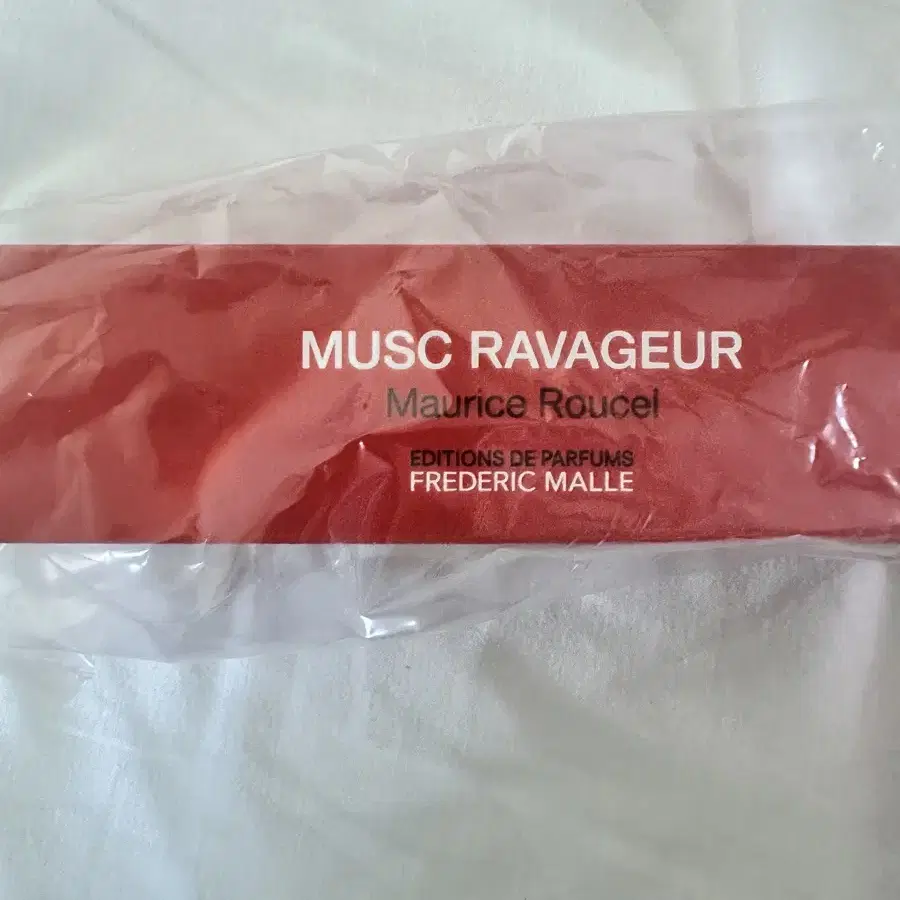 MUSC RAVAGEUR
Maurice Roucel
EDITIONS DE PARFUMS
FREDERIC MALLE